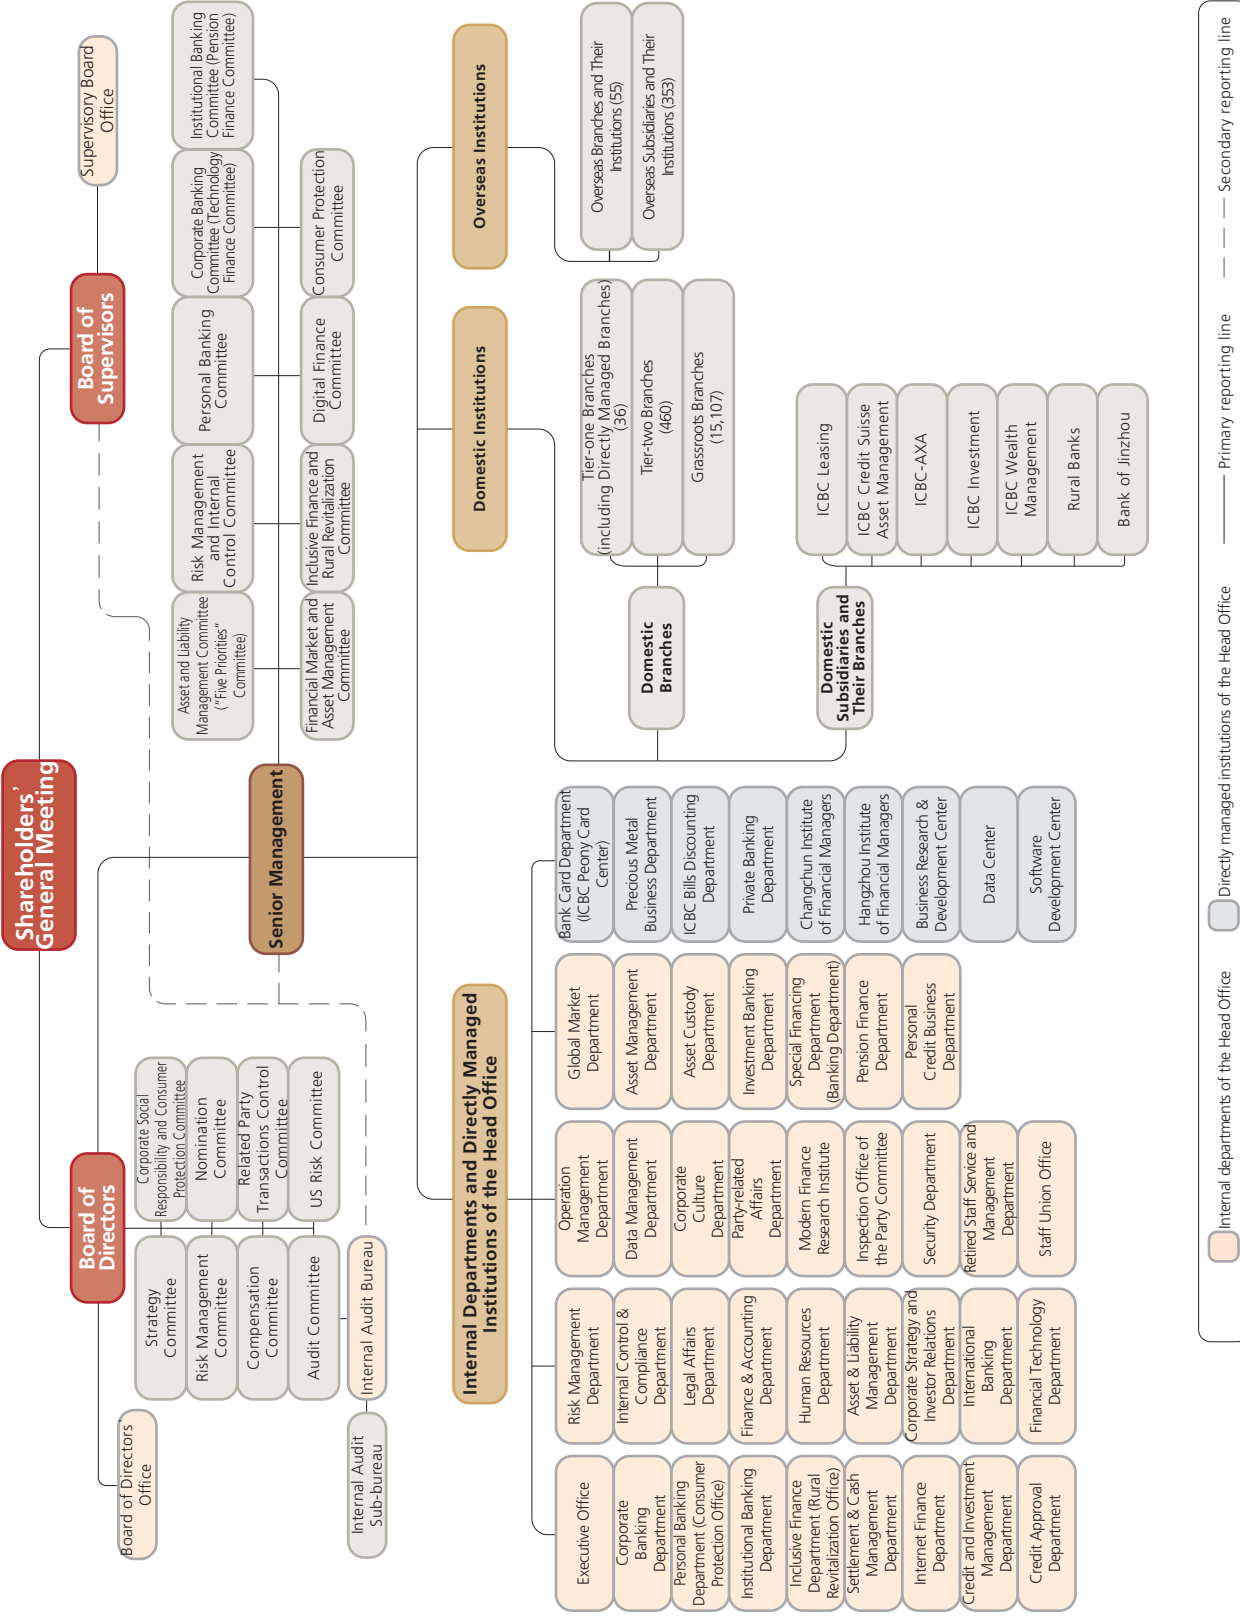 Shareholders’
General Meeting
Board of
Directors
Board of
Supervisors
Board of Directors’
Office
Supervisory Board
Office
Strategy
Committee
Corporate Social
Responsibility and Consumer
Protection Committee
Risk Management
Committee
Nomination
Committee
Compensation
Committee
Related Party
Transactions Control
Committee
Audit Committee
US Risk Committee
Internal Audit
Sub-bureau
Internal Audit Bureau
Senior Management
Asset and Liability
Management Committee
("Five Priorities"
Committee)
Risk Management
and Internal
Control Committee
Personal Banking
Committee
Corporate Banking
Committee (Technology
Finance Committee)
Institutional Banking
Committee (Pension
Finance Committee)
Financial Market and
Asset Management
Committee
Inclusive Finance and
Rural Revitalization
Committee
Digital Finance
Committee
Consumer Protection
Committee
Internal Departments and Directly Managed
Institutions of the Head Office
Domestic Institutions
Overseas Institutions
Executive Office
Corporate
Banking
Department
Personal Banking
Department (Consumer
Protection Office)
Institutional Banking
Department
Inclusive Finance
Department (Rural
Revitalization Office)
Settlement & Cash
Management
Department
Internet Finance
Department
Credit and Investment
Management
Department
Credit Approval
Department
Risk Management
Department
Internal Control &
Compliance
Department
Legal Affairs
Department
Finance & Accounting
Department
Human Resources
Department
Asset & Liability
Management
Department
Corporate Strategy and
Investor Relations
Department
International
Banking
Department
Financial Technology
Department
Operation
Management
Department
Data Management
Department
Corporate
Culture
Department
Party-related
Affairs
Department
Modern Finance
Research Institute
Inspection Office of
the Party Committee
Security Department
Retired Staff Service and
Management
Department
Staff Union Office
Global Market
Department
Asset Management
Department
Asset Custody
Department
Investment Banking
Department
Special Financing
Department
(Banking Department)
Pension Finance
Department
Personal
Credit Business
Department
Bank Card Department
(ICBC Peony Card
Center)
Precious Metal
Business Department
ICBC Bills Discounting
Department
Private Banking
Department
Changchun Institute
of Financial Managers
Hangzhou Institute
of Financial Managers
Business Research &
Development Center
Data Center
Software
Development Center
Domestic
Branches
Tier-one Branches
(including Directly Managed Branches)
(36)
Tier-two Branches
(460)
Grassroots Branches
(15,107)
Domestic
Subsidiaries and
Their Branches
ICBC Leasing
ICBC Credit Suisse
Asset Management
ICBC-AXA
ICBC Investment
ICBC Wealth
Management
Rural Banks
Bank of Jinzhou
Overseas Branches and Their
Institutions (55)
Overseas Subsidiaries and Their
Institutions (353)
Internal departments of the Head Office
Directly managed institutions of the Head Office
Primary reporting line
Secondary reporting line